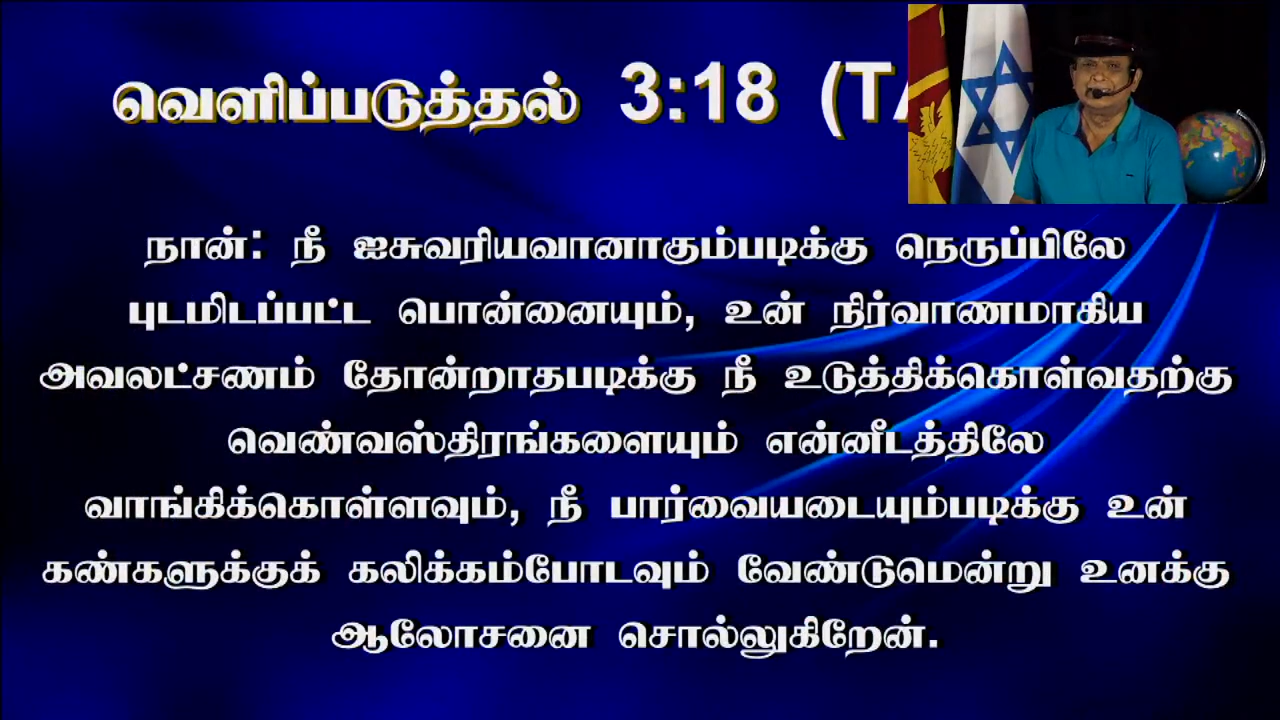 வெளிப்படுத்தல் 3:18 (TA
நான்: நீ ஐசுவரியவானாகும்படிக்கு நெருப்பிலே
புடமிடப்பட்ட பொன்னையும், உன் நிர்வாணமாகிய
அவலட்சணம் தோன்றாதபடிக்கு நீ உடுத்திக்கொள்வதற்கு
வெண்வஸ்திரங்களையும் என்னீடத்திலே
வாங்கிக்கொள்ளவும், நீ பார்வையடையும்படிக்கு உன்
கண்களுக்குக் கலிக்கம்போடவும் வேண்டுமென்று உனக்கு
ஆலோசனை சொல்லுகிறேன்.